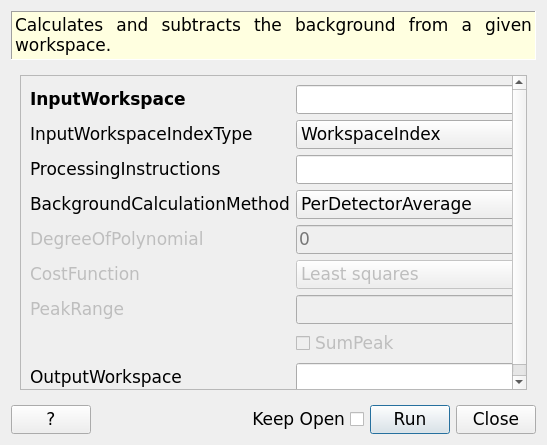 Calculates and subtracts the background from a given
workspace.
InputWorkspace
InputWorkspaceIndexType WorkspaceIndex
ProcessingInstructions
BackgroundCalculationMethod PerDetectorAverage
DegreeOfPolynomial 0
CostFunction Least squares
PeakRange
SumPeak
OutputWorkspace
? Keep Open Run Close